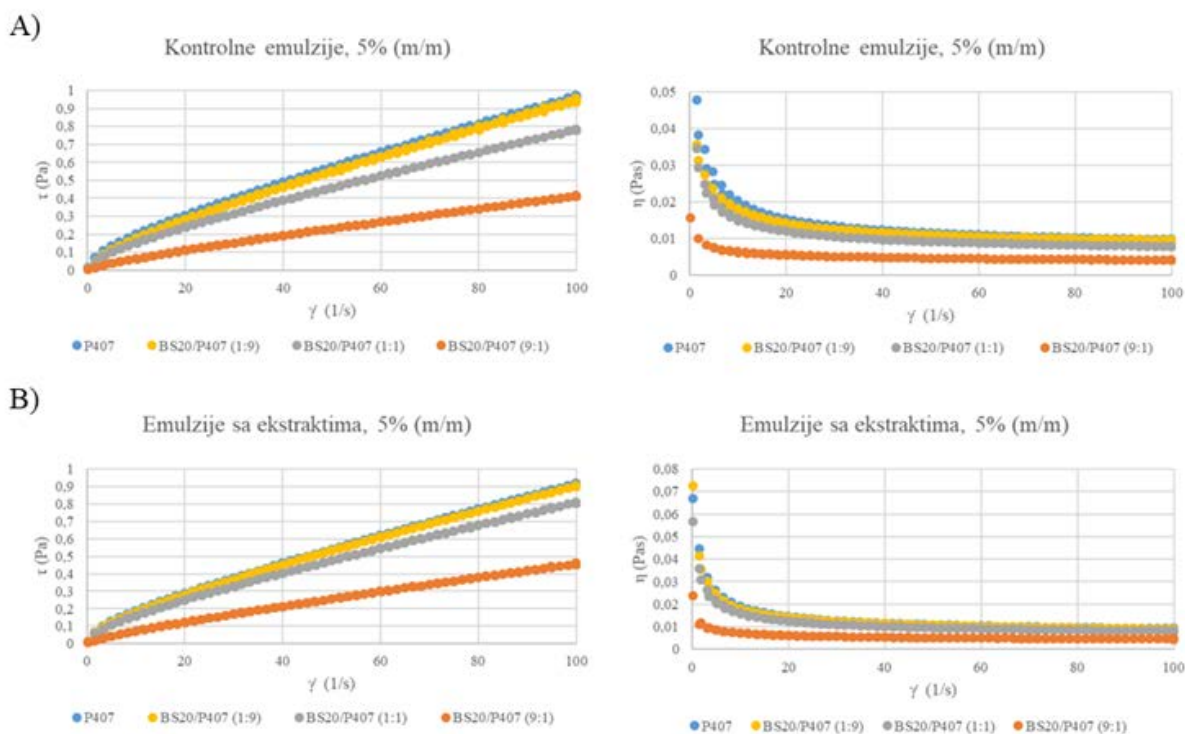 A)
Kontrolne emulzije, 5% (m/m)
τ (Pa)
1
0,9
0,8
0,7
0,6
0,5
0,4
0,3
0,2
0,1
0
0 20 40 60 80 100
γ̇ (1/s)
P407 BS20/P407 (1:9) BS20/P407 (1:1) BS20/P407 (9:1)
Kontrolne emulzije, 5% (m/m)
η (Pas)
0,05
0,04
0,03
0,02
0,01
0
0 20 40 60 80 100
γ̇ (1/s)
P407 BS20/P407 (1:9) BS20/P407 (1:1) BS20/P407 (9:1)
B)
Emulzije sa ekstraktima, 5% (m/m)
τ (Pa)
1
0,9
0,8
0,7
0,6
0,5
0,4
0,3
0,2
0,1
0
0 20 40 60 80 100
γ̇ (1/s)
P407 BS20/P407 (1:9) BS20/P407 (1:1) BS20/P407 (9:1)
Emulzije sa ekstraktima, 5% (m/m)
η (Pas)
0,08
0,07
0,06
0,05
0,04
0,03
0,02
0,01
0
0 20 40 60 80 100
γ̇ (1/s)
P407 BS20/P407 (1:9) BS20/P407 (1:1) BS20/P407 (9:1)